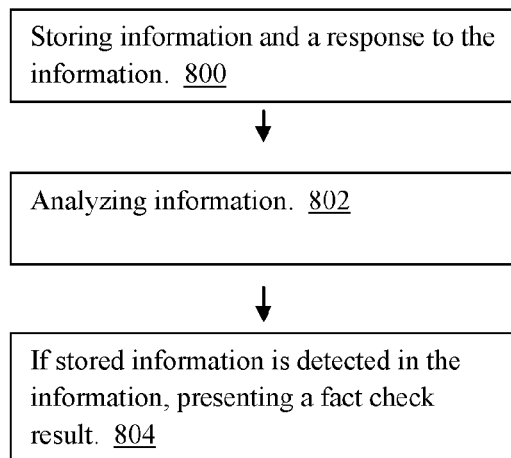 Storing information and a response to the
information. 800
Analyzing information. 802
If stored information is detected in the
information, presenting a fact check
result. 804